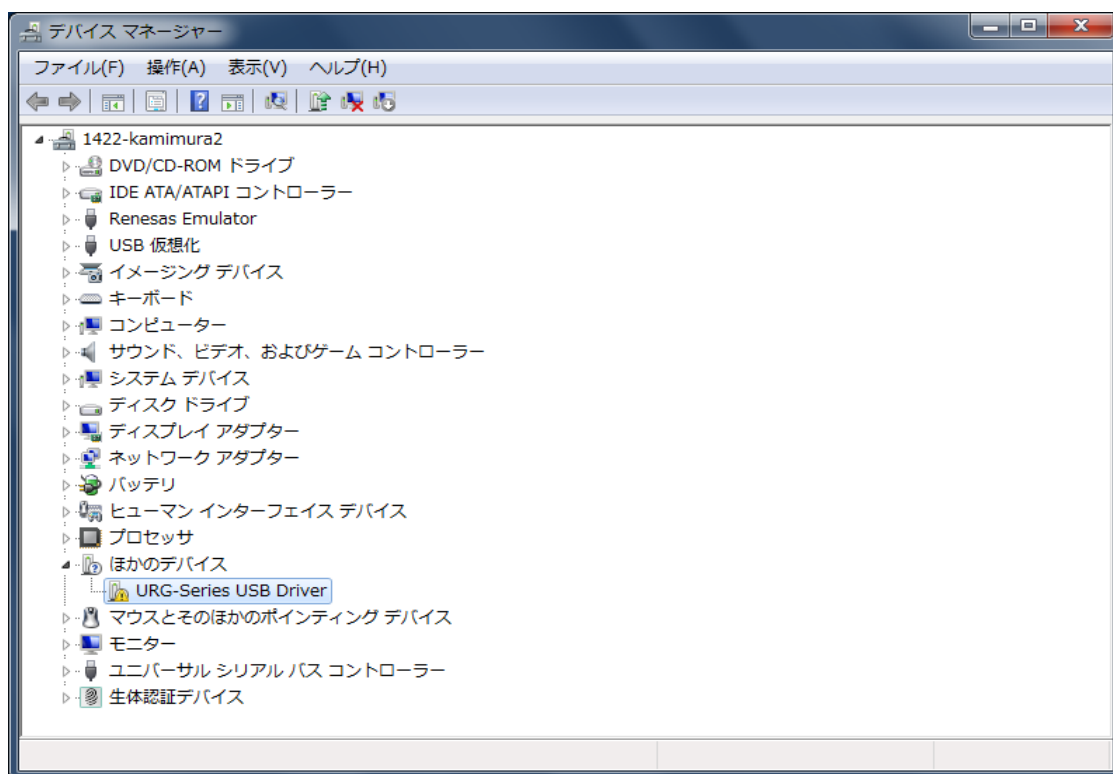 デバイス マネージャー
ファイル(F) 操作(A) 表示(V) ヘルプ(H)
1422-kamimura2
DVD/CD-ROM ドライブ
IDE ATA/ATAPI コントローラー
Renesas Emulator
USB 仮想化
イメージング デバイス
キーボード
コンピューター
サウンド、ビデオ、およびゲーム コントローラー
システム デバイス
ディスク ドライブ
ディスプレイ アダプター
ネットワーク アダプター
バッテリ
ヒューマン インターフェイス デバイス
プロセッサ
ほかのデバイス
URG-Series USB Driver
マウスとそのほかのポインティング デバイス
モニター
ユニバーサル シリアル バス コントローラー
生体認証デバイス